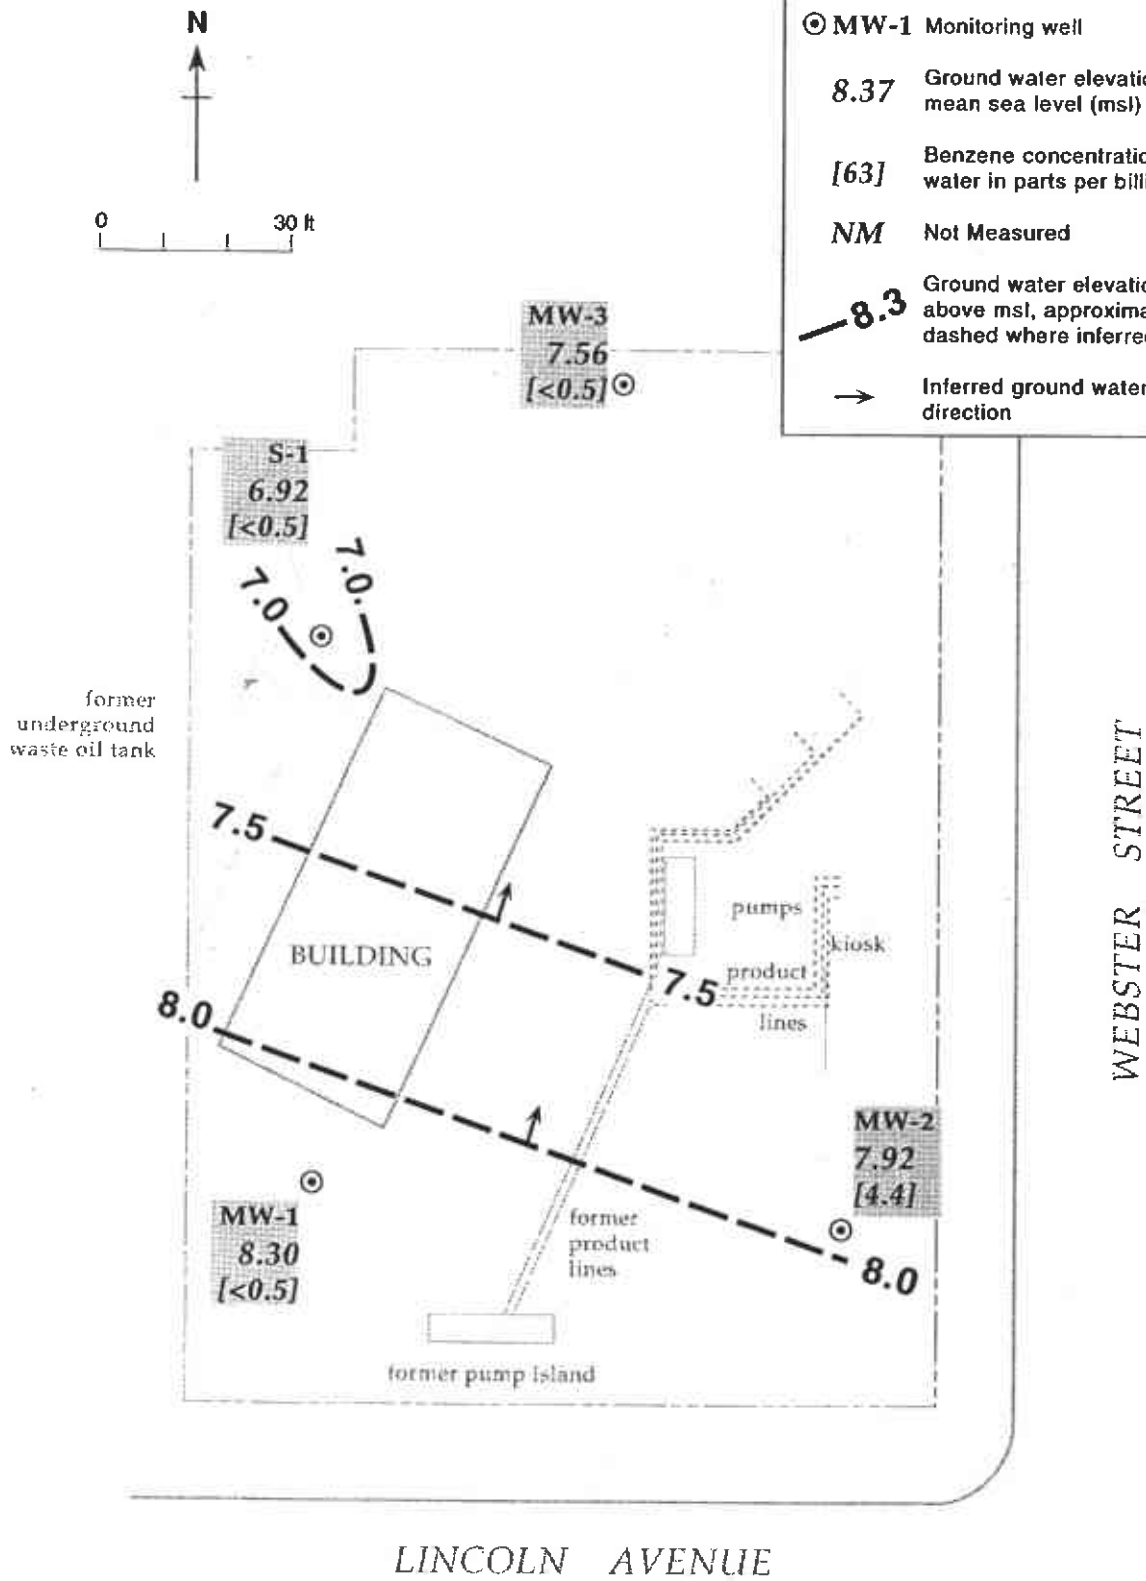 N
0 30 ft
MW-1 Monitoring well
8.37 Ground water elevatio
mean sea level (msl)
[63] Benzene concentratio
water in parts per billi
NM Not Measured
8.3 Ground water elevatio
above msl, approxima
dashed where inferre
Inferred ground water
direction
MW-3
7.56
[<0.5]
S-1
6.92
[<0.5]
7.0
7.0
former
underground
waste oil tank
7.5
BUILDING
8.0
7.5
pumps
kiosk
product
lines
WEBSTER STREET
MW-2
7.92
[4.4]
MW-1
8.30
[<0.5]
former
product
lines
8.0
former pump island
LINCOLN AVENUE